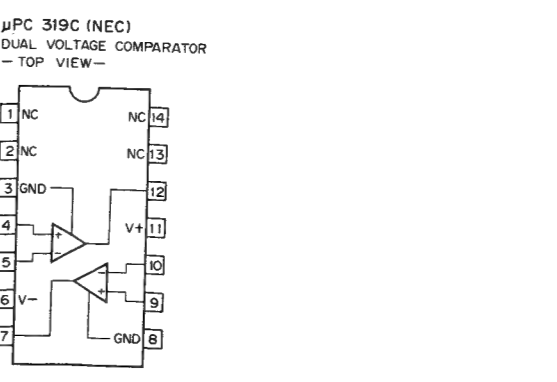 μPC 319C (NEC)
DUAL VOLTAGE COMPARATOR
— TOP VIEW —
1 NC NC 14
2 NC NC 13
3 GND 12
4 + V+ 11
5 − − 10
6 V− + 9
7 GND 8